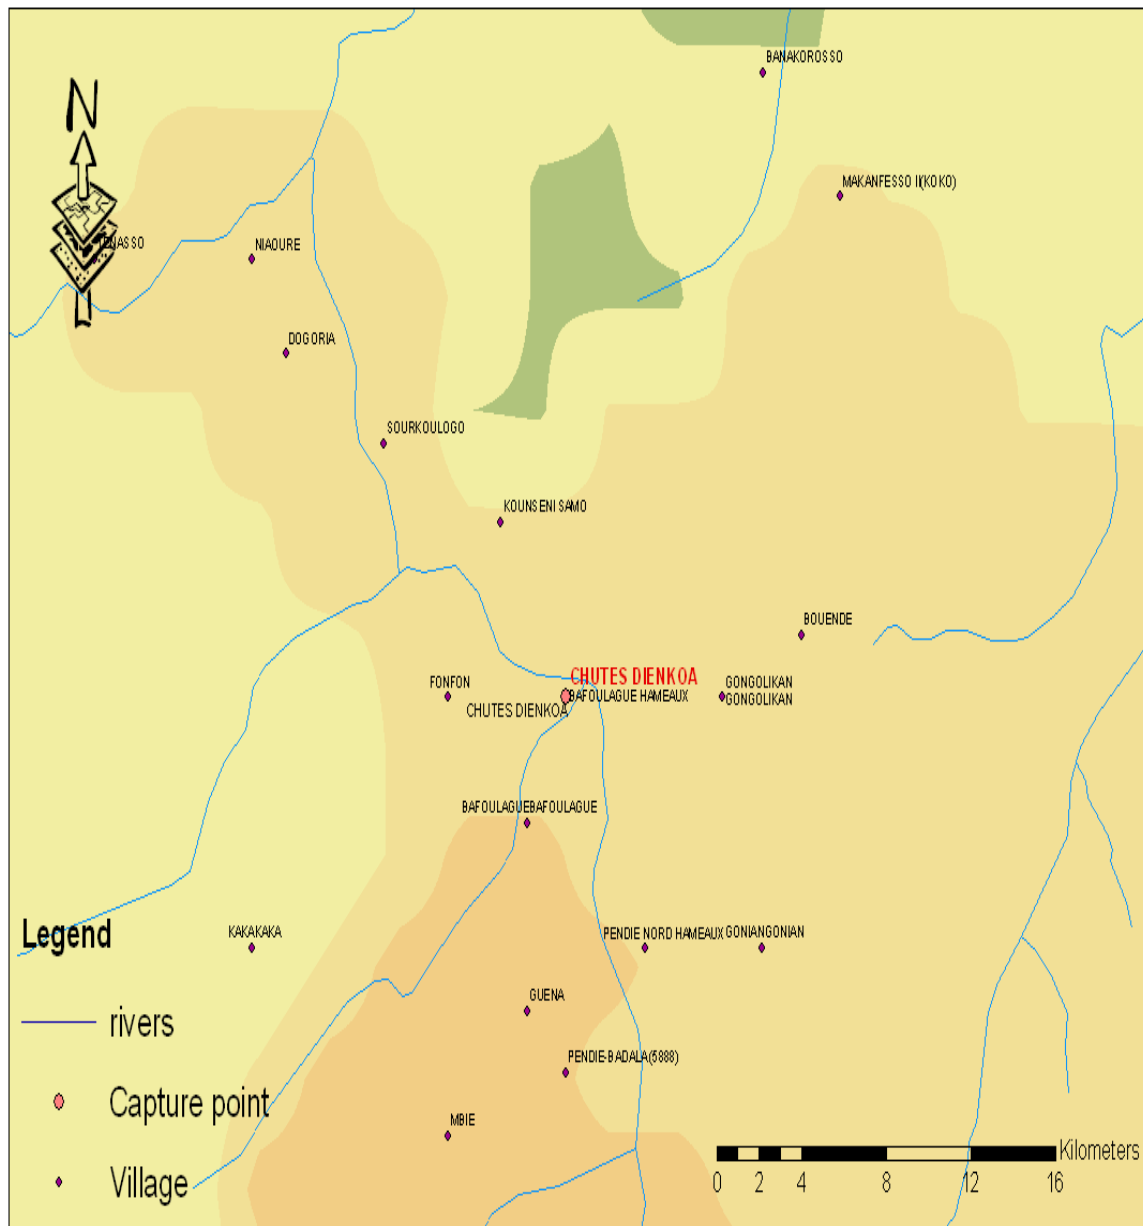 BANAKOROSSO
N
MAKANFESSO II(KOKO)
NIAOURE
DOGORIA
SOURKOULOGO
KOUNSENI SAMO
BOUENDE
CHUTES DIENKOA
FONFON
GONGOLIKAN
BAFOULAGUE HAMEAUX
GONGOLIKAN
CHUTES DIENKOA
BAFOULAGUEBAFOULAGUE
Legend
KAKAKAKA
PENDIE NORD HAMEAUX
GONIANGONIAN
GUENA
rivers
PENDIE-BADALA(5888)
Capture point
MBIE
Kilometers
Village
0 2 4 8 12 16